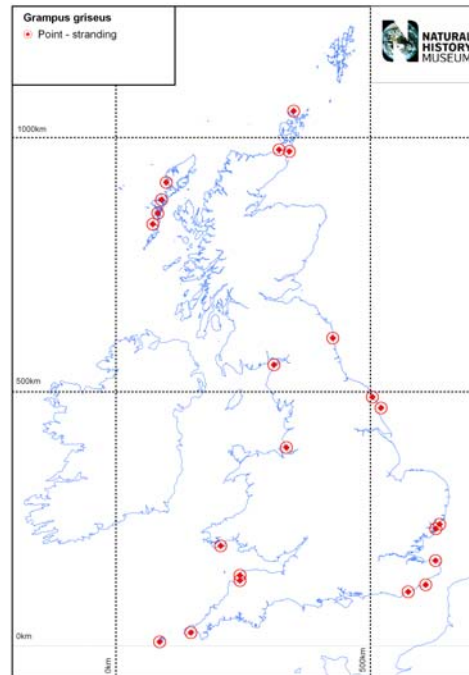 Grampus griseus
Point - stranding
NATURAL
HISTORY
MUSEUM
1000km
500km
0km
0km
500km